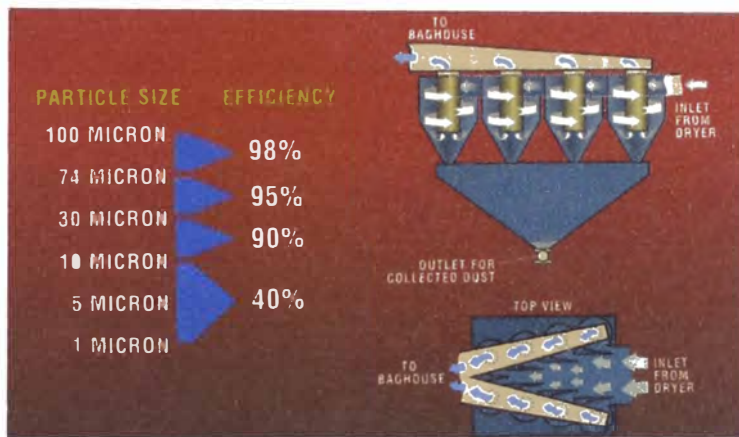 PARTICLE SIZE EFFICIENCY
100 MICRON
98%
74 MICRON
95%
30 MICRON
90%
10 MICRON
5 MICRON
40%
1 MICRON
TO
BAGHOUSE
INLET
FROM
DRYER
OUTLET FOR
COLLECTED DUST
TOP VIEW
TO
BAGHOUSE
INLET
FROM
DRYER